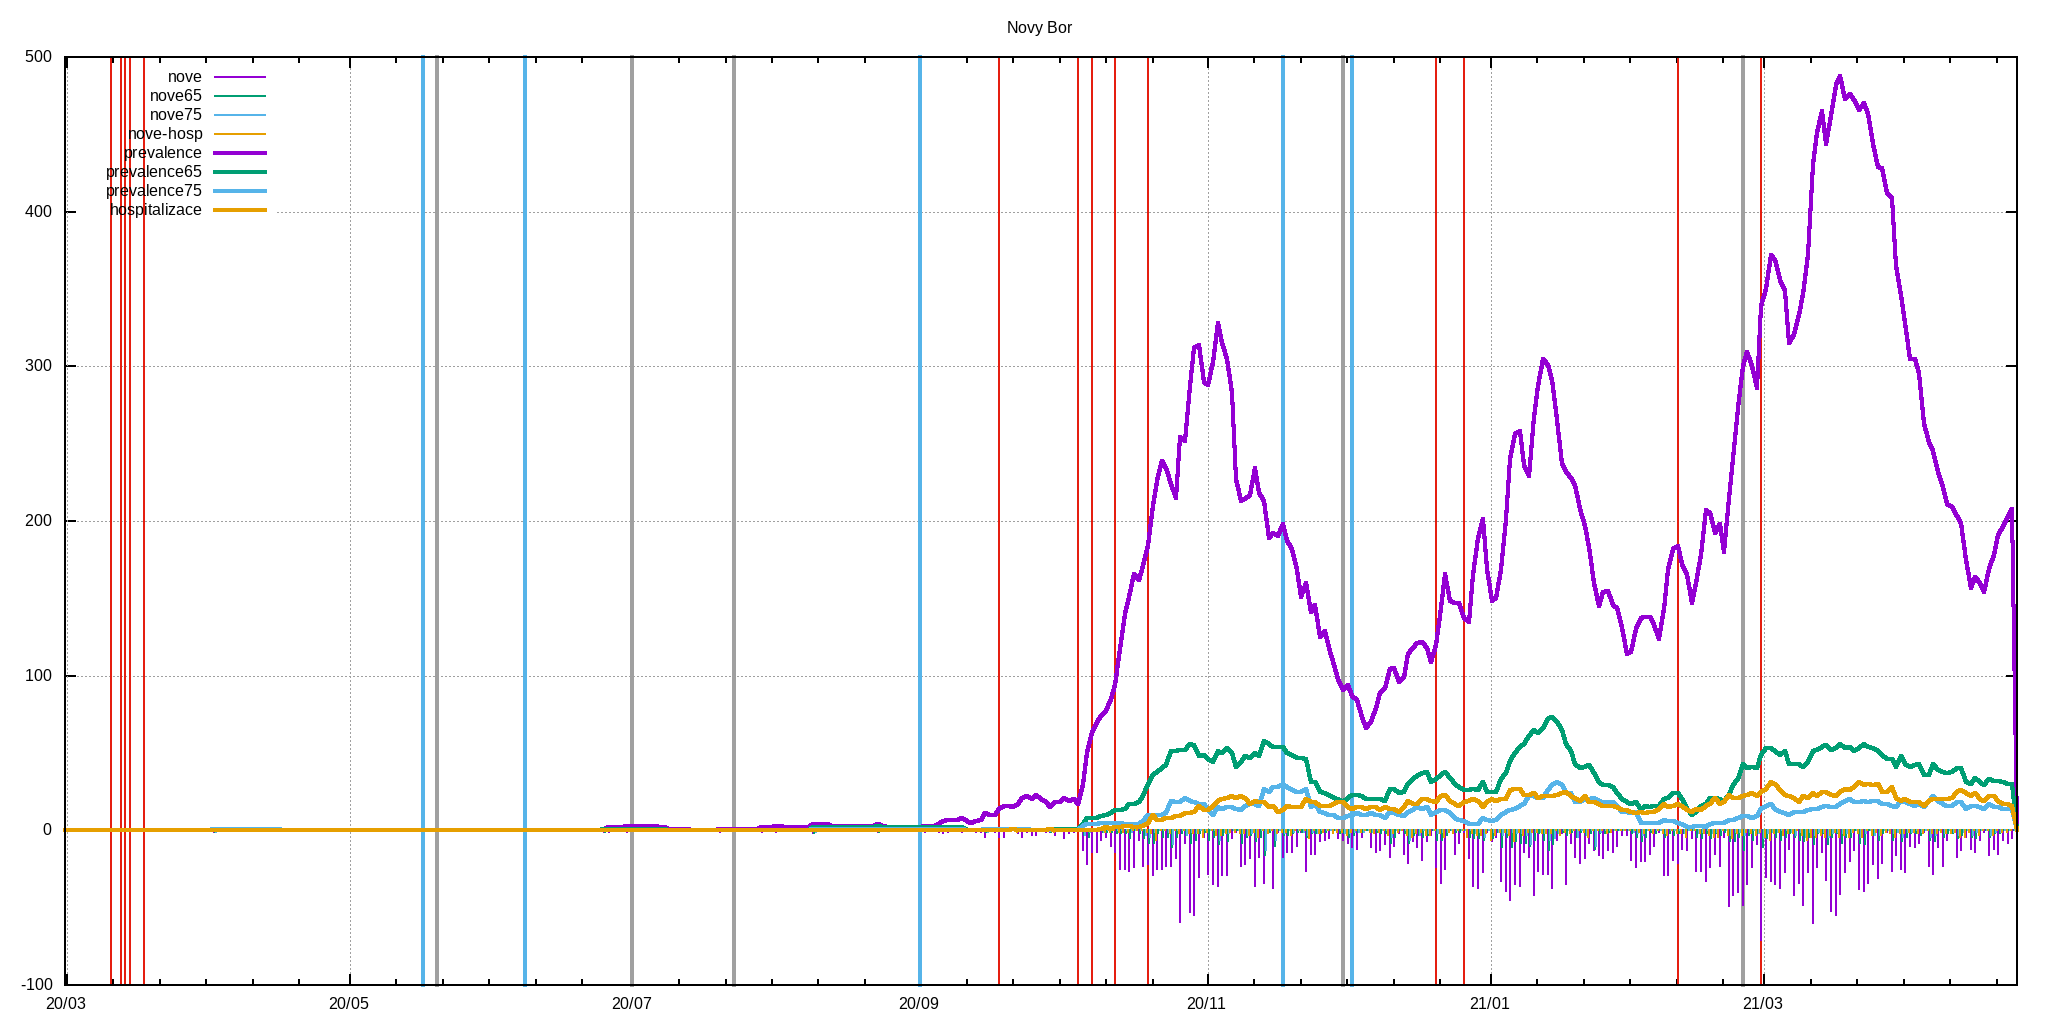 Novy Bor
500
400
300
200
100
0
-100
nove
nove65
nove75
nove-hosp
prevalence
prevalence65
prevalence75
hospitalizace
20/03 20/05 20/07 20/09 20/11 21/01 21/03